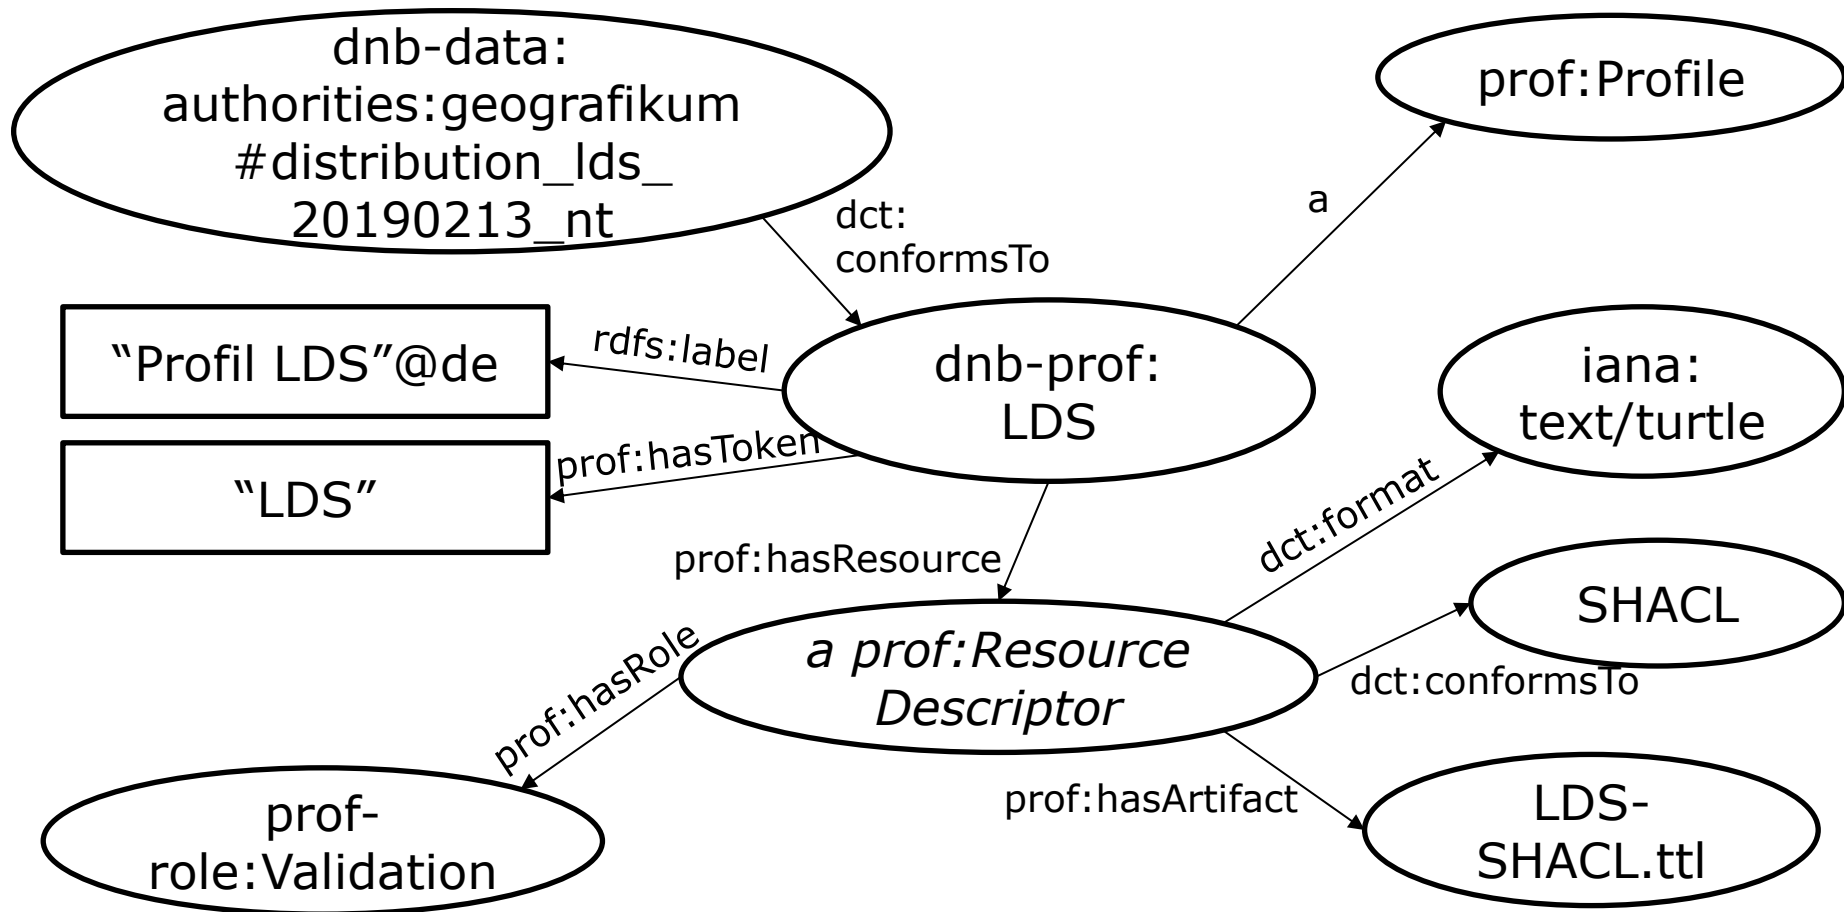 dnb-data:
authorities:geografikum
#distribution_lds_
20190213_nt
prof:Profile
dct:
conformsTo
a
“Profil LDS”@de
rdfs:label
dnb-prof:
LDS
iana:
text/turtle
“LDS”
prof:hasToken
prof:hasResource
dct:format
SHACL
a prof:Resource
Descriptor
dct:conformsTo
prof:hasRole
prof:hasArtifact
prof-
role:Validation
LDS-
SHACL.ttl